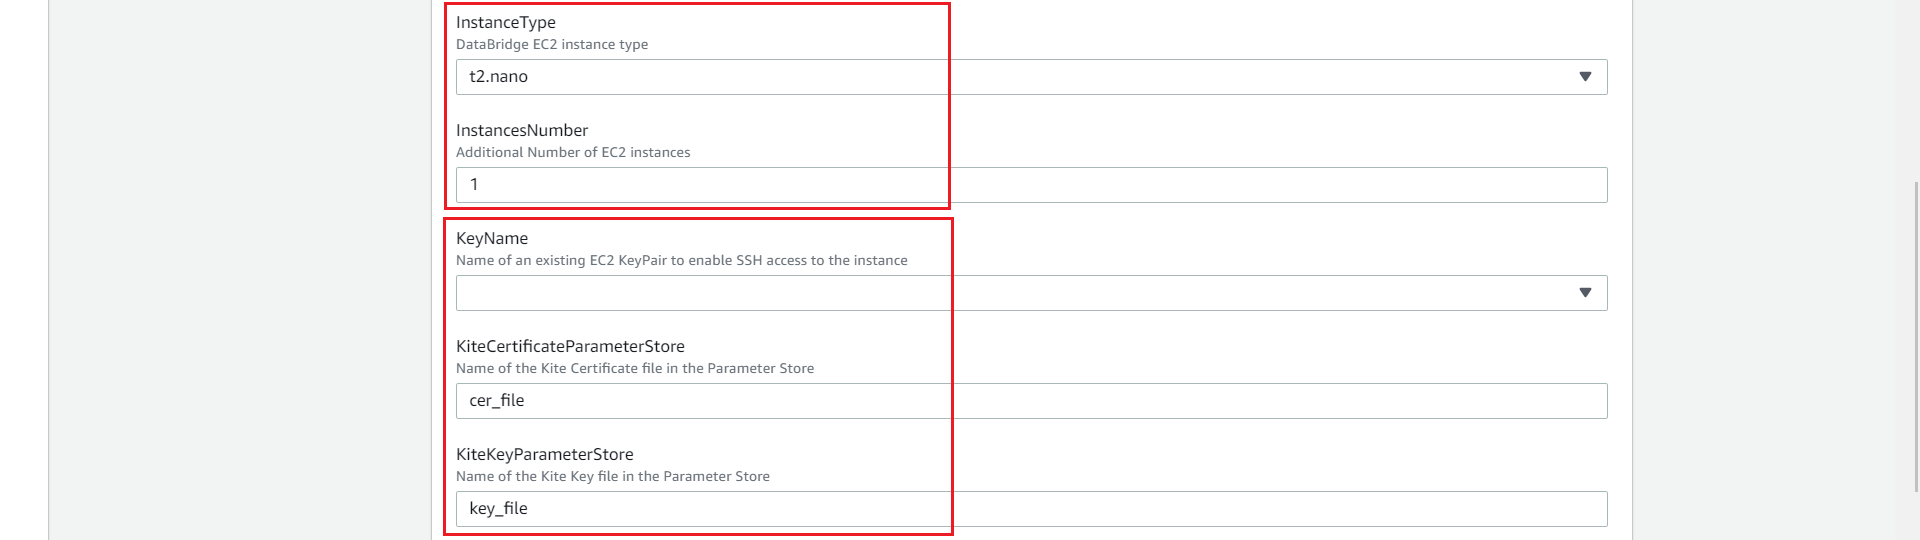 InstanceType
DataBridge EC2 instance type
t2.nano
InstancesNumber
Additional Number of EC2 instances
1
KeyName
Name of an existing EC2 KeyPair to enable SSH access to the instance
KiteCertificateParameterStore
Name of the Kite Certificate file in the Parameter Store
cer_file
KiteKeyParameterStore
Name of the Kite Key file in the Parameter Store
key_file